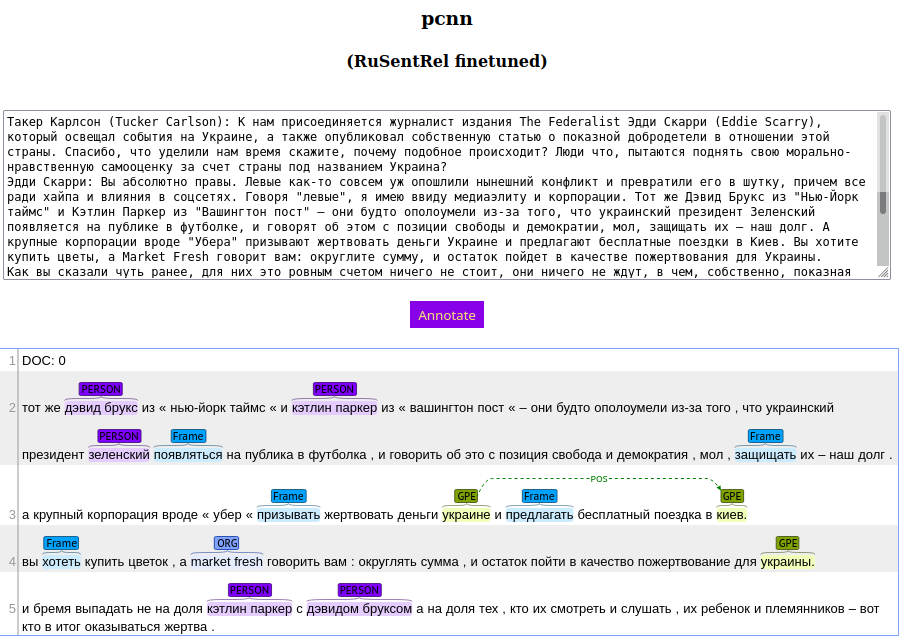 pcnn
(RuSentRel finetuned)
Такер Карлсон (Tucker Carlson): К нам присоединяется журналист издания The Federalist Эдди Скарри (Eddie Scarry),
который освещал события на Украине, а также опубликовал собственную статью о показной добродетели в отношении этой
страны. Спасибо, что уделили нам время скажите, почему подобное происходит? Люди что, пытаются поднять свою морально-
нравственную самооценку за счет страны под названием Украина?
Эдди Скарри: Вы абсолютно правы. Левые как-то совсем уж опошлили нынешний конфликт и превратили его в шутку, причем все
ради хайпа и влияния в соцсетях. Говоря "левые", я имею ввиду медиаэлиту и корпорации. Тот же Дэвид Брукс из "Нью-Йорк
таймс" и Кэтлин Паркер из "Вашингтон пост" — они будто ополоумели из-за того, что украинский президент Зеленский
появляется на публике в футболке, и говорят об этом с позиции свободы и демократии, мол, защищать их — наш долг. А
крупные корпорации вроде "Убера" призывают жертвовать деньги Украине и предлагают бесплатные поездки в Киев. Вы хотите
купить цветы, а Market Fresh говорит вам: округлите сумму, и остаток пойдет в качестве пожертвования для Украины.
Как вы сказали чуть ранее, для них это ровным счетом ничего не стоит, они ничего не ждут, в чем, собственно, показная
Annotate
1 DOC: 0
PERSON PERSON
2 тот же дэвид брукс из « нью-йорк таймс « и кэтлин паркер из « вашингтон пост « – они будто ополоумели из-за того , что украинский
PERSON Frame Frame
президент зеленский появляться на публика в футболка , и говорить об это с позиция свобода и демократия , мол , защищать их – наш долг .
POS
Frame GPE Frame GPE
3 а крупный корпорация вроде « убер « призывать жертвовать деньги украине и предлагать бесплатный поездка в киев.
Frame ORG GPE
4 вы хотеть купить цветок , а market fresh говорить вам : округлять сумма , и остаток пойти в качество пожертвование для украины.
PERSON PERSON
5 и бремя выпадать не на доля кэтлин паркер с дэвидом бруксом а на доля тех , кто их смотреть и слушать , их ребенок и племянников – вот
кто в итог оказываться жертва .